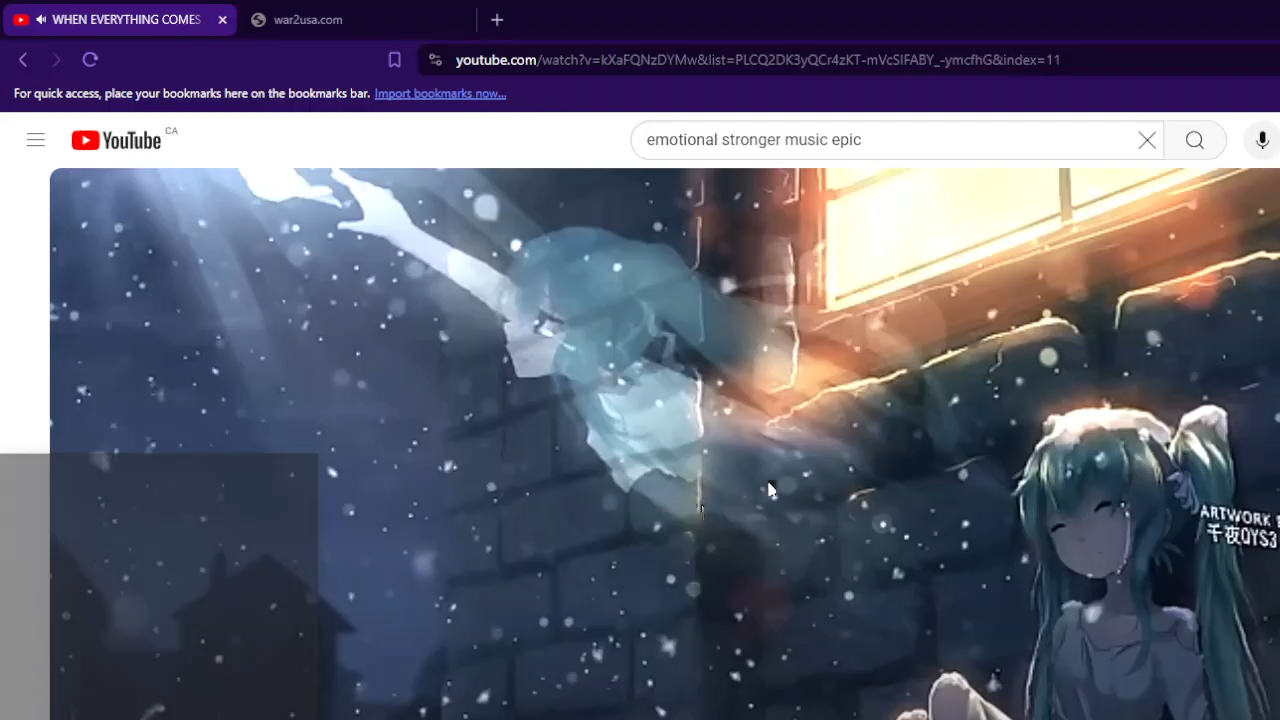 WHEN EVERYTHING COMES
war2usa.com
youtube.com/watch?v=kXaFQNzDYMw&list=PLCQ2DK3yQCr4zKT-mVcSIFABY_-ymcfhG&index=11
For quick access, place your bookmarks here on the bookmarks bar. Import bookmarks now...
YouTube CA
emotional stronger music epic
ARTWORK
千夜QYS3